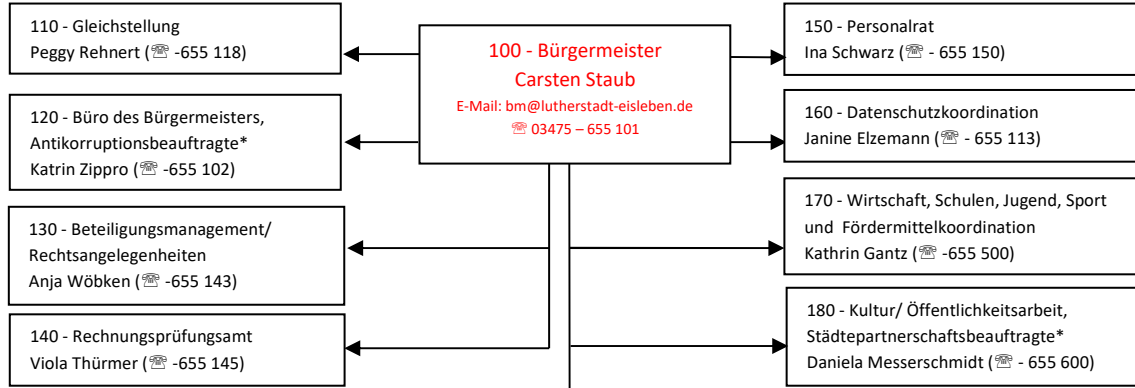 110 - Gleichstellung
Peggy Rehnert (☏ -655 118)
120 - Büro des Bürgermeisters,
Antikorruptionsbeauftragte*
Katrin Zippro (☏ -655 102)
130 - Beteiligungsmanagement/
Rechtsangelegenheiten
Anja Wöbken (☏ -655 143)
140 - Rechnungsprüfungsamt
Viola Thürmer (☏ -655 145)
100 - Bürgermeister
Carsten Staub
E-Mail: bm@lutherstadt-eisleben.de
☏ 03475 – 655 101
150 - Personalrat
Ina Schwarz (☏ - 655 150)
160 - Datenschutzkoordination
Janine Elzemann (☏ - 655 113)
170 - Wirtschaft, Schulen, Jugend, Sport
und Fördermittelkoordination
Kathrin Gantz (☏ -655 500)
180 - Kultur/ Öffentlichkeitsarbeit,
Städtepartnerschaftsbeauftragte*
Daniela Messerschmidt (☏ - 655 600)